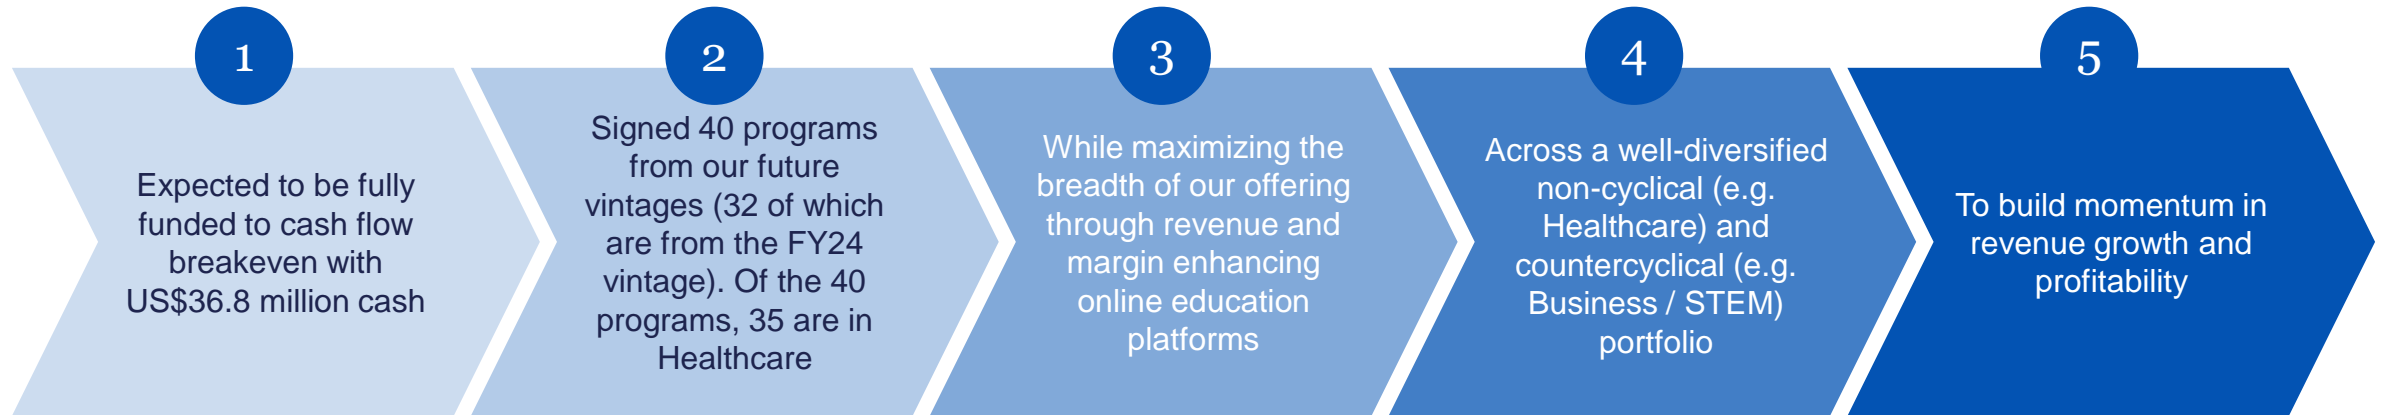 1
Expected to be fully
funded to cash flow
breakeven with
US$36.8 million cash
2
Signed 40 programs
from our future
vintages (32 of which
are from the FY24
vintage). Of the 40
programs, 35 are in
Healthcare
3
While maximizing the
breadth of our offering
through revenue and
margin enhancing
online education
platforms
4
Across a well-diversified
non-cyclical (e.g.
Healthcare) and
countercyclical (e.g.
Business / STEM)
portfolio
5
To build momentum in
revenue growth and
profitability